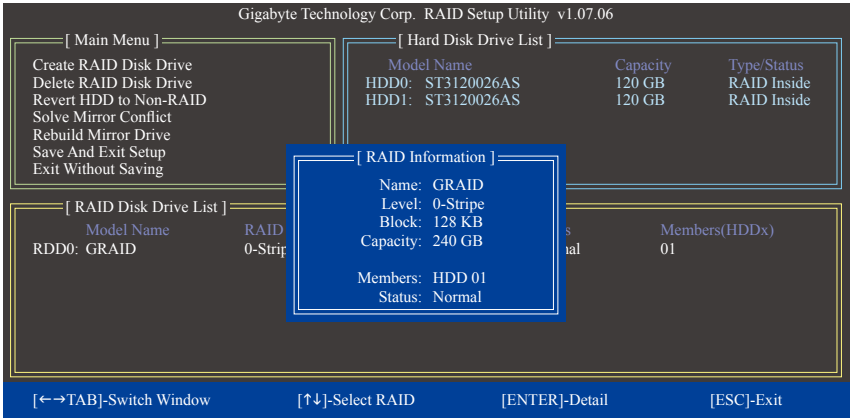 Gigabyte Technology Corp. RAID Setup Utility v1.07.06
[ Main Menu ]
Create RAID Disk Drive
Delete RAID Disk Drive
Revert HDD to Non-RAID
Solve Mirror Conflict
Rebuild Mirror Drive
Save And Exit Setup
Exit Without Saving
[ Hard Disk Drive List ]
Model Name Capacity Type/Status
HDD0: ST3120026AS 120 GB RAID Inside
HDD1: ST3120026AS 120 GB RAID Inside
[ RAID Information ]
Name: GRAID
Level: 0-Stripe
Block: 128 KB
Capacity: 240 GB
Members: HDD 01
Status: Normal
[ RAID Disk Drive List ]
Model Name RAID Members(HDDx)
RDD0: GRAID 0-Strip 01
[←→TAB]-Switch Window [↑↓]-Select RAID [ENTER]-Detail [ESC]-Exit